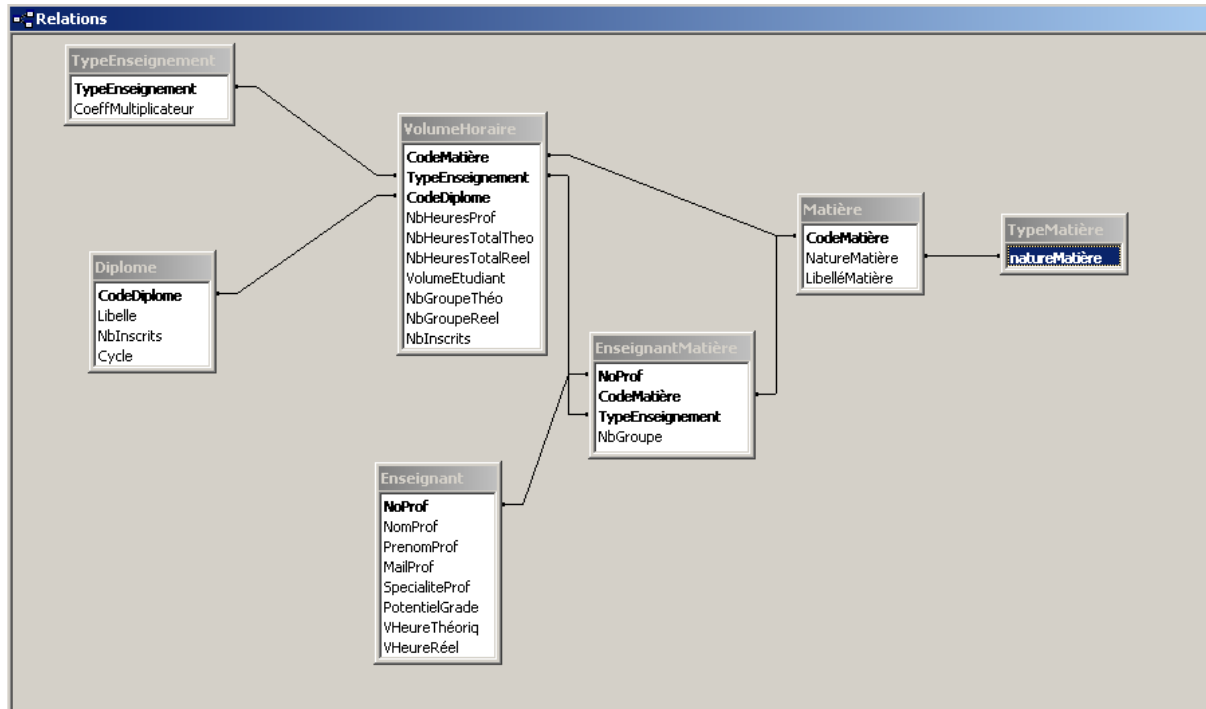 Relations
TypeEnseignement
TypeEnseignement
CoeffMultiplicateur
VolumeHoraire
CodeMatière
TypeEnseignement
CodeDiplome
NbHeuresProf
NbHeuresTotalTheo
NbHeuresTotalReel
VolumeEtudiant
NbGroupeThéo
NbGroupeReel
NbInscrits
Matière
CodeMatière
NatureMatière
LibelléMatière
TypeMatière
natureMatière
Diplome
CodeDiplome
Libelle
NbInscrits
Cycle
EnseignantMatière
NoProf
CodeMatière
TypeEnseignement
NbGroupe
Enseignant
NoProf
NomProf
PrenomProf
MailProf
SpecialiteProf
PotentielGrade
VHeureThéoriq
VHeureRéel